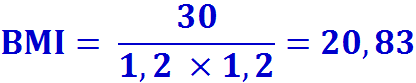 BMI = 30 / 1,2 × 1,2 = 20,83